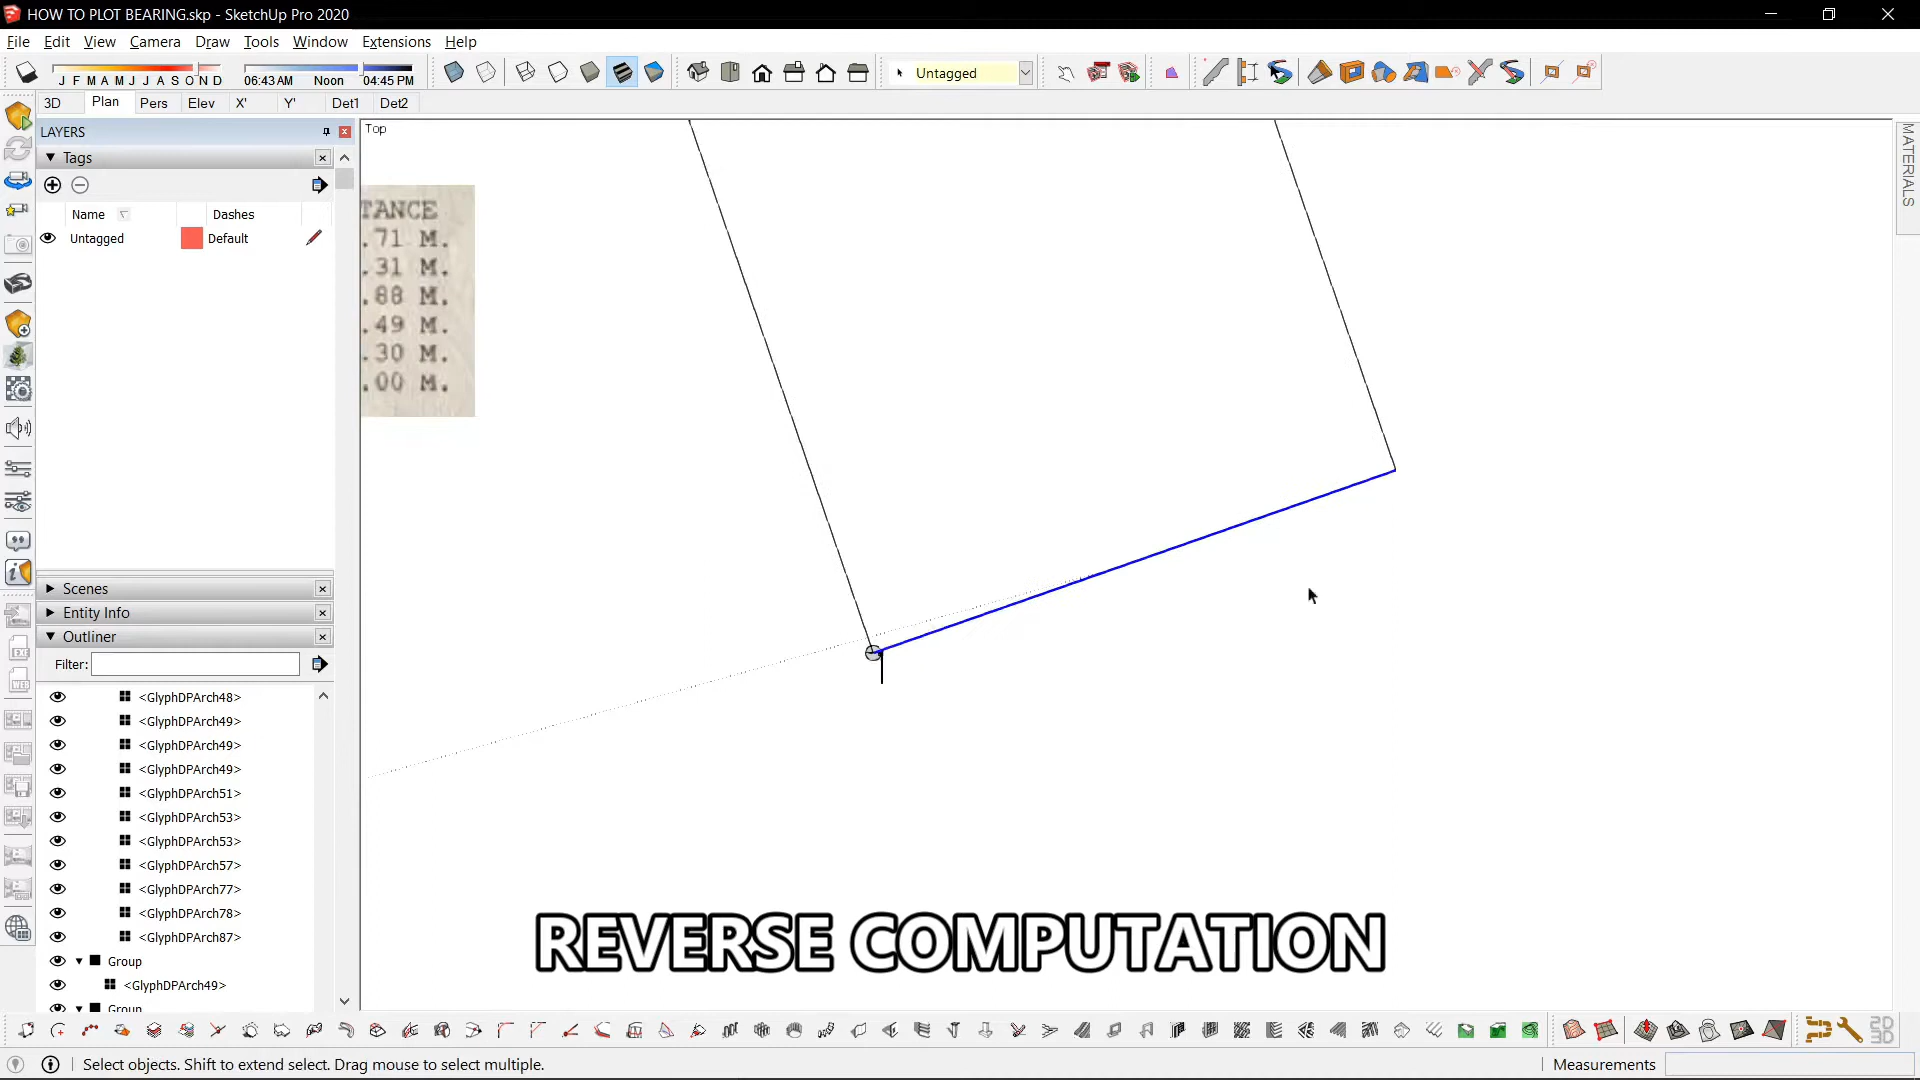 HOW TO PLOT BEARING.skp - SketchUp Pro 2020
File Edit View Camera Draw Tools Window Extensions Help
J F M A M J J A S O N D
06:43 AM Noon 04:45 PM
Untagged
3D Plan Pers Elev X' Y' Det1 Det2
LAYERS
Tags
Name Dashes
Untagged Default
Scenes
Entity Info
Outliner
Filter:
<GlyphDPArch48>
<GlyphDPArch49>
<GlyphDPArch49>
<GlyphDPArch49>
<GlyphDPArch51>
<GlyphDPArch53>
<GlyphDPArch53>
<GlyphDPArch57>
<GlyphDPArch77>
<GlyphDPArch78>
<GlyphDPArch87>
Group
<GlyphDPArch49>
Group
Top
TANCE
.71 M.
.31 M.
.88 M.
.49 M.
.30 M.
.00 M.
MATERIALS
REVERSE COMPUTATION
Select objects. Shift to extend select. Drag mouse to select multiple.
Measurements